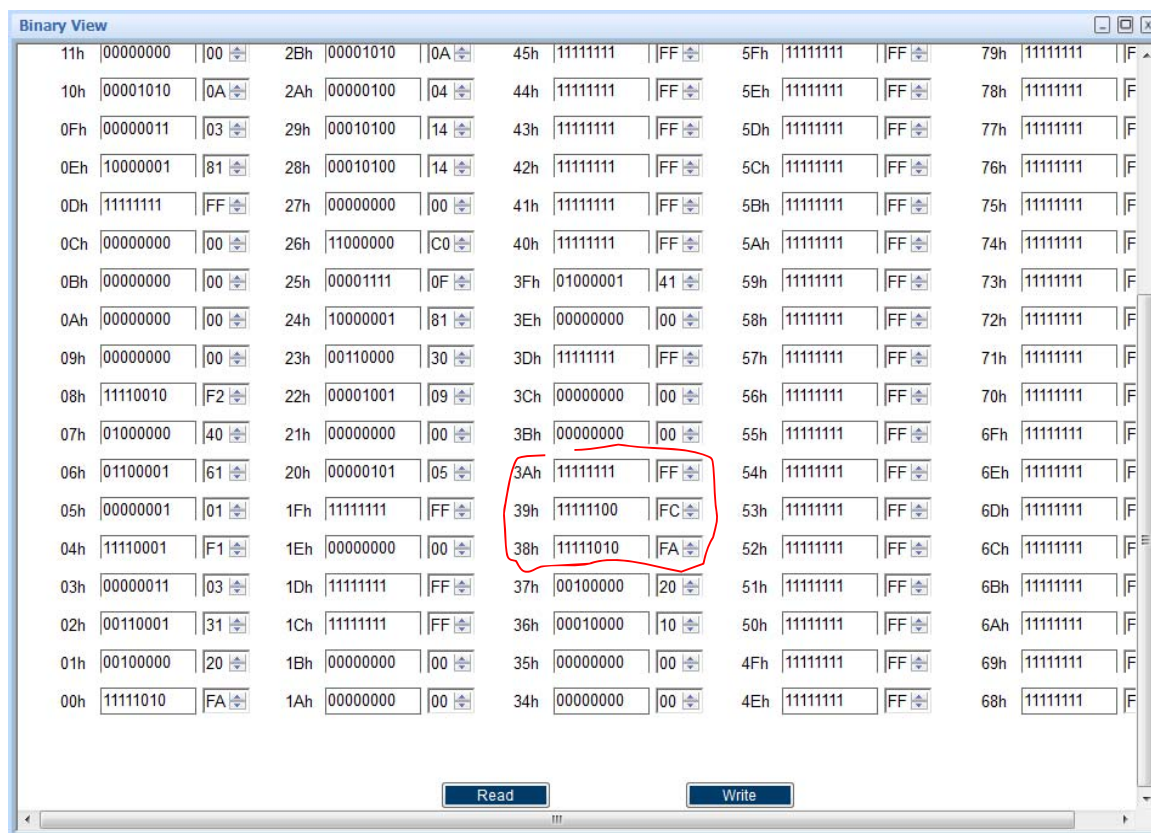 Binary View
11h 00000000 00 2Bh 00001010 0A 45h 11111111 FF 5Fh 11111111 FF 79h 11111111 F
10h 00001010 0A 2Ah 00000100 04 44h 11111111 FF 5Eh 11111111 FF 78h 11111111 F
0Fh 00000011 03 29h 00010100 14 43h 11111111 FF 5Dh 11111111 FF 77h 11111111 F
0Eh 10000001 81 28h 00010100 14 42h 11111111 FF 5Ch 11111111 FF 76h 11111111 F
0Dh 11111111 FF 27h 00000000 00 41h 11111111 FF 5Bh 11111111 FF 75h 11111111 F
0Ch 00000000 00 26h 11000000 C0 40h 11111111 FF 5Ah 11111111 FF 74h 11111111 F
0Bh 00000000 00 25h 00001111 0F 3Fh 01000001 41 59h 11111111 FF 73h 11111111 F
0Ah 00000000 00 24h 10000001 81 3Eh 00000000 00 58h 11111111 FF 72h 11111111 F
09h 00000000 00 23h 00110000 30 3Dh 11111111 FF 57h 11111111 FF 71h 11111111 F
08h 11110010 F2 22h 00001001 09 3Ch 00000000 00 56h 11111111 FF 70h 11111111 F
07h 01000000 40 21h 00000000 00 3Bh 00000000 00 55h 11111111 FF 6Fh 11111111 F
06h 01100001 61 20h 00000101 05 3Ah 11111111 FF 54h 11111111 FF 6Eh 11111111 F
05h 00000001 01 1Fh 11111111 FF 39h 11111100 FC 53h 11111111 FF 6Dh 11111111 F
04h 11110001 F1 1Eh 00000000 00 38h 11111010 FA 52h 11111111 FF 6Ch 11111111 F
03h 00000011 03 1Dh 11111111 FF 37h 00100000 20 51h 11111111 FF 6Bh 11111111 F
02h 00110001 31 1Ch 11111111 FF 36h 00010000 10 50h 11111111 FF 6Ah 11111111 F
01h 00100000 20 1Bh 00000000 00 35h 00000000 00 4Fh 11111111 FF 69h 11111111 F
00h 11111010 FA 1Ah 00000000 00 34h 00000000 00 4Eh 11111111 FF 68h 11111111 F
Read Write